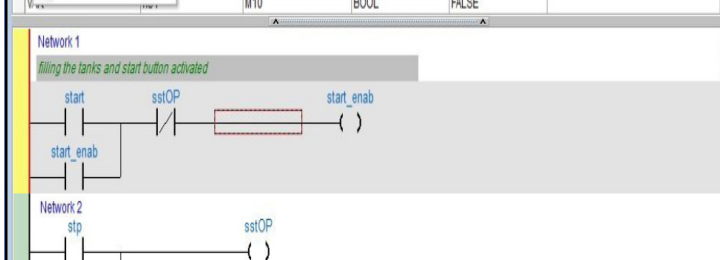 M10 BOOL FALSE
Network 1
filling the tanks and start button activated
start sstOP start_enab
start_enab
Network 2
stp sstOP